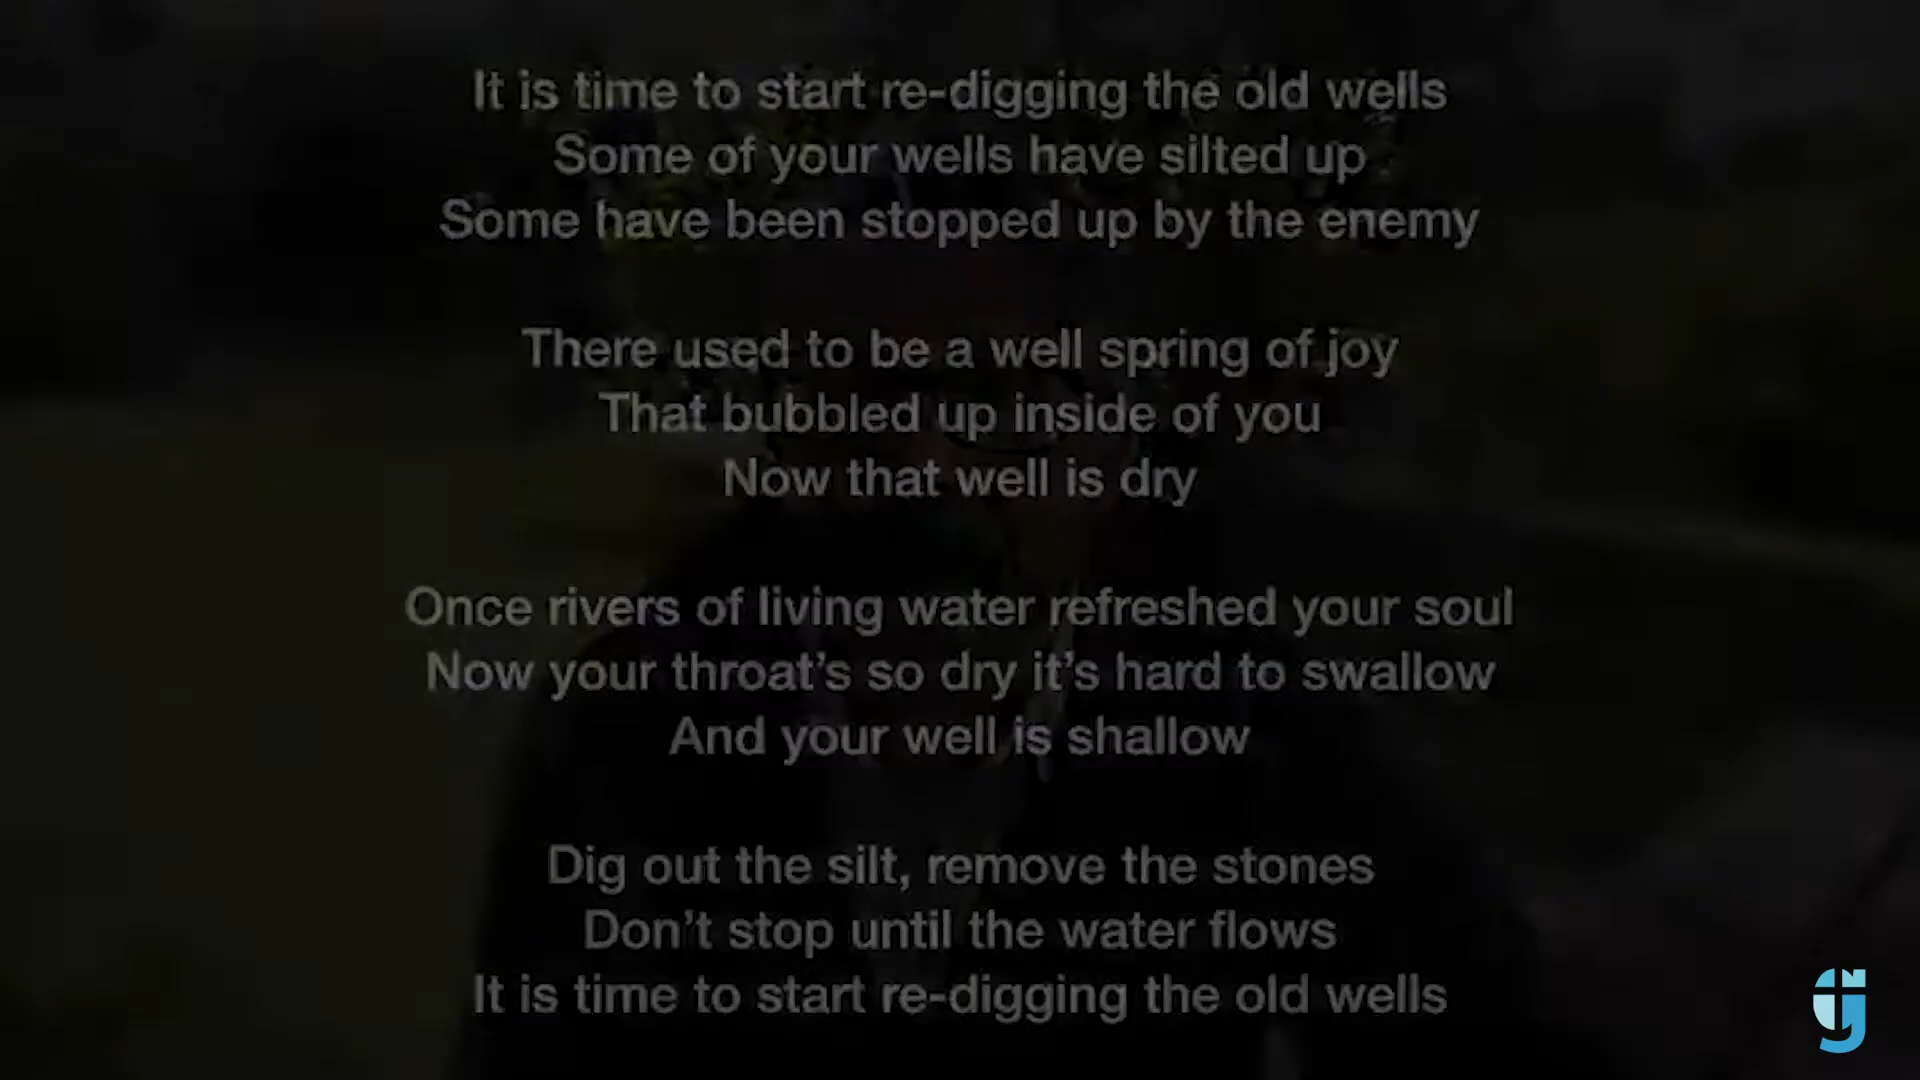 It is time to start re-digging the old wells
Some of your wells have silted up
Some have been stopped up by the enemy
There used to be a well spring of joy
That bubbled up inside of you
Now that well is dry
Once rivers of living water refreshed your soul
Now your throat’s so dry it’s hard to swallow
And your well is shallow
Dig out the silt, remove the stones
Don’t stop until the water flows
It is time to start re-digging the old wells